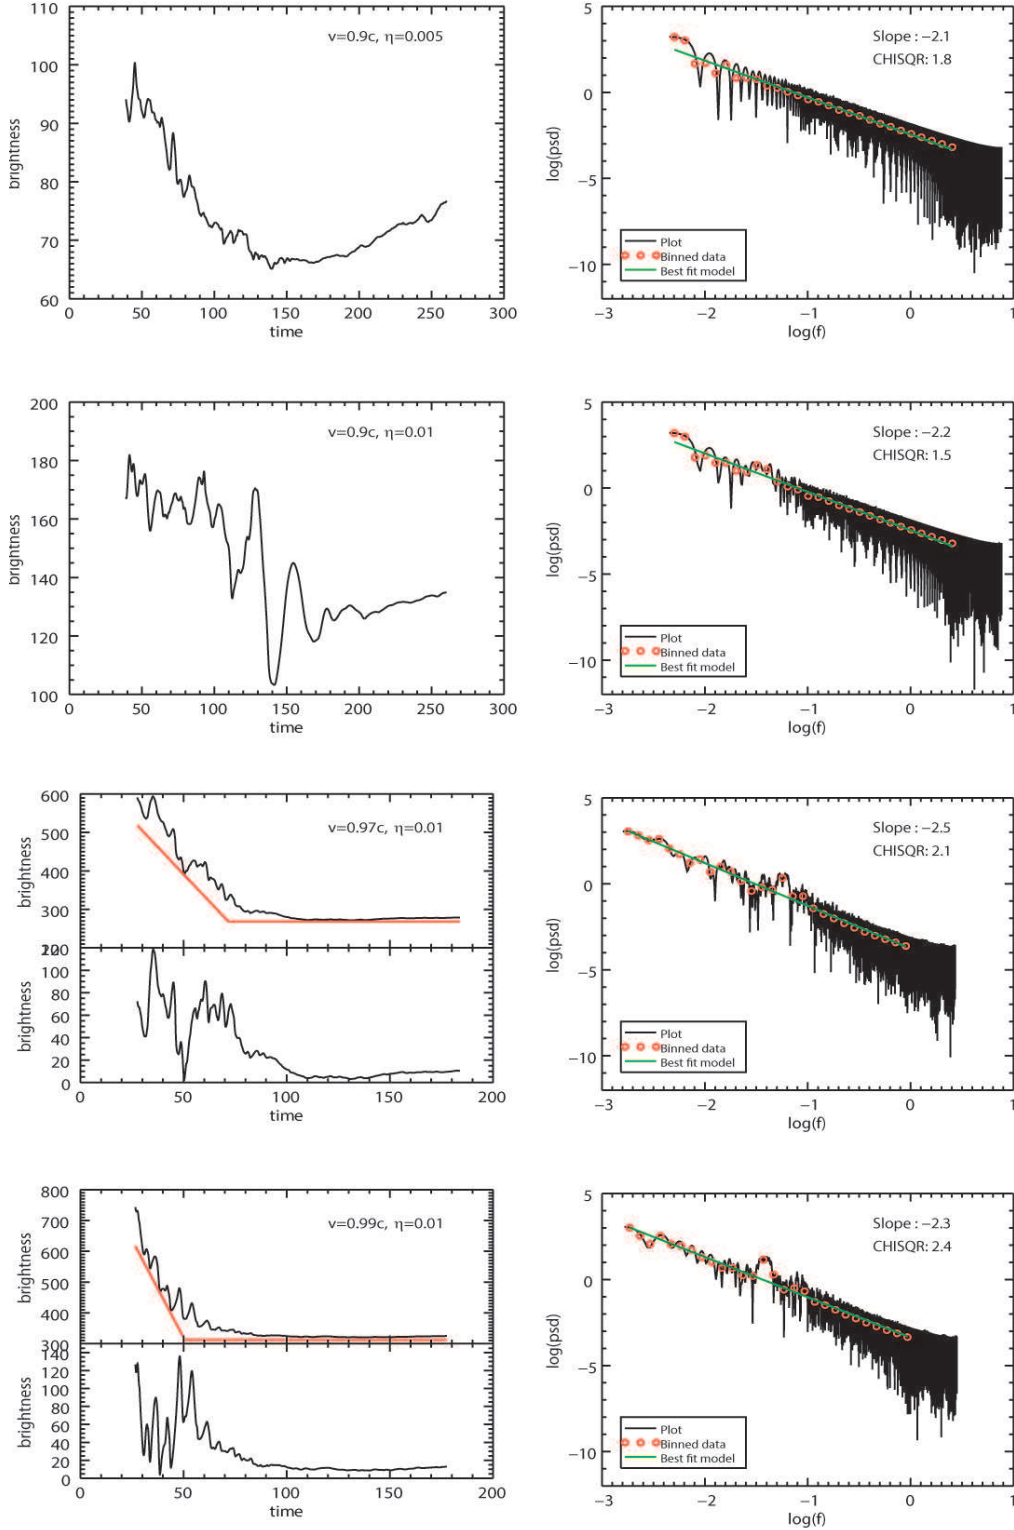 110
100
90
80
70
60
brightness
v=0.9c, η=0.005
0 50 100 150 200 250 300
time
5
0
−5
−10
log(psd)
Slope : −2.1
CHISQR: 1.8
Plot
Binned data
Best fit model
−3 −2 −1 0 1
log(f)
200
180
160
140
120
100
brightness
v=0.9c, η=0.01
0 50 100 150 200 250 300
time
5
0
−5
−10
log(psd)
Slope : −2.2
CHISQR: 1.5
Plot
Binned data
Best fit model
−3 −2 −1 0 1
log(f)
600
500
400
300
brightness
v=0.97c, η=0.01
100
80
60
40
20
0
brightness
0 50 100 150 200
time
5
0
−5
−10
log(psd)
Slope : −2.5
CHISQR: 2.1
Plot
Binned data
Best fit model
−3 −2 −1 0 1
log(f)
800
700
600
500
400
300
brightness
v=0.99c, η=0.01
140
120
100
80
60
40
20
0
brightness
0 50 100 150 200
time
5
0
−5
−10
log(psd)
Slope : −2.3
CHISQR: 2.4
Plot
Binned data
Best fit model
−3 −2 −1 0 1
log(f)